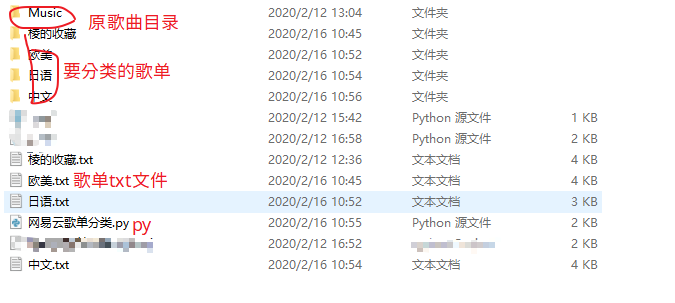 Music 2020/2/12 13:04 文件夹
原歌曲目录
棱的收藏 2020/2/16 10:45 文件夹
欧美 2020/2/16 10:52 文件夹
日语 2020/2/16 10:54 文件夹
要分类的歌单
中文 2020/2/16 10:56 文件夹
2020/2/12 15:42 Python 源文件 1 KB
2020/2/12 16:58 Python 源文件 2 KB
棱的收藏.txt 2020/2/12 12:36 文本文档 4 KB
欧美.txt 歌单txt文件 2020/2/16 10:45 文本文档 4 KB
日语.txt 2020/2/16 10:52 文本文档 3 KB
网易云歌单分类.py py 2020/2/16 10:55 Python 源文件 2 KB
2020/2/12 16:52 2 KB
中文.txt 2020/2/16 10:54 文本文档 4 KB